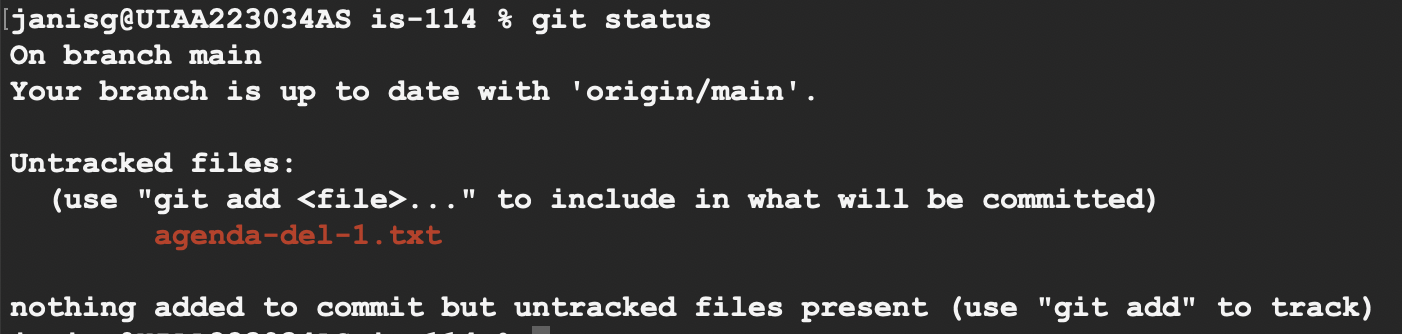 [janisg@UIAA223034AS is-114 % git status
On branch main
Your branch is up to date with 'origin/main'.
Untracked files:
(use "git add <file>..." to include in what will be committed)
agenda-del-1.txt
nothing added to commit but untracked files present (use "git add" to track)